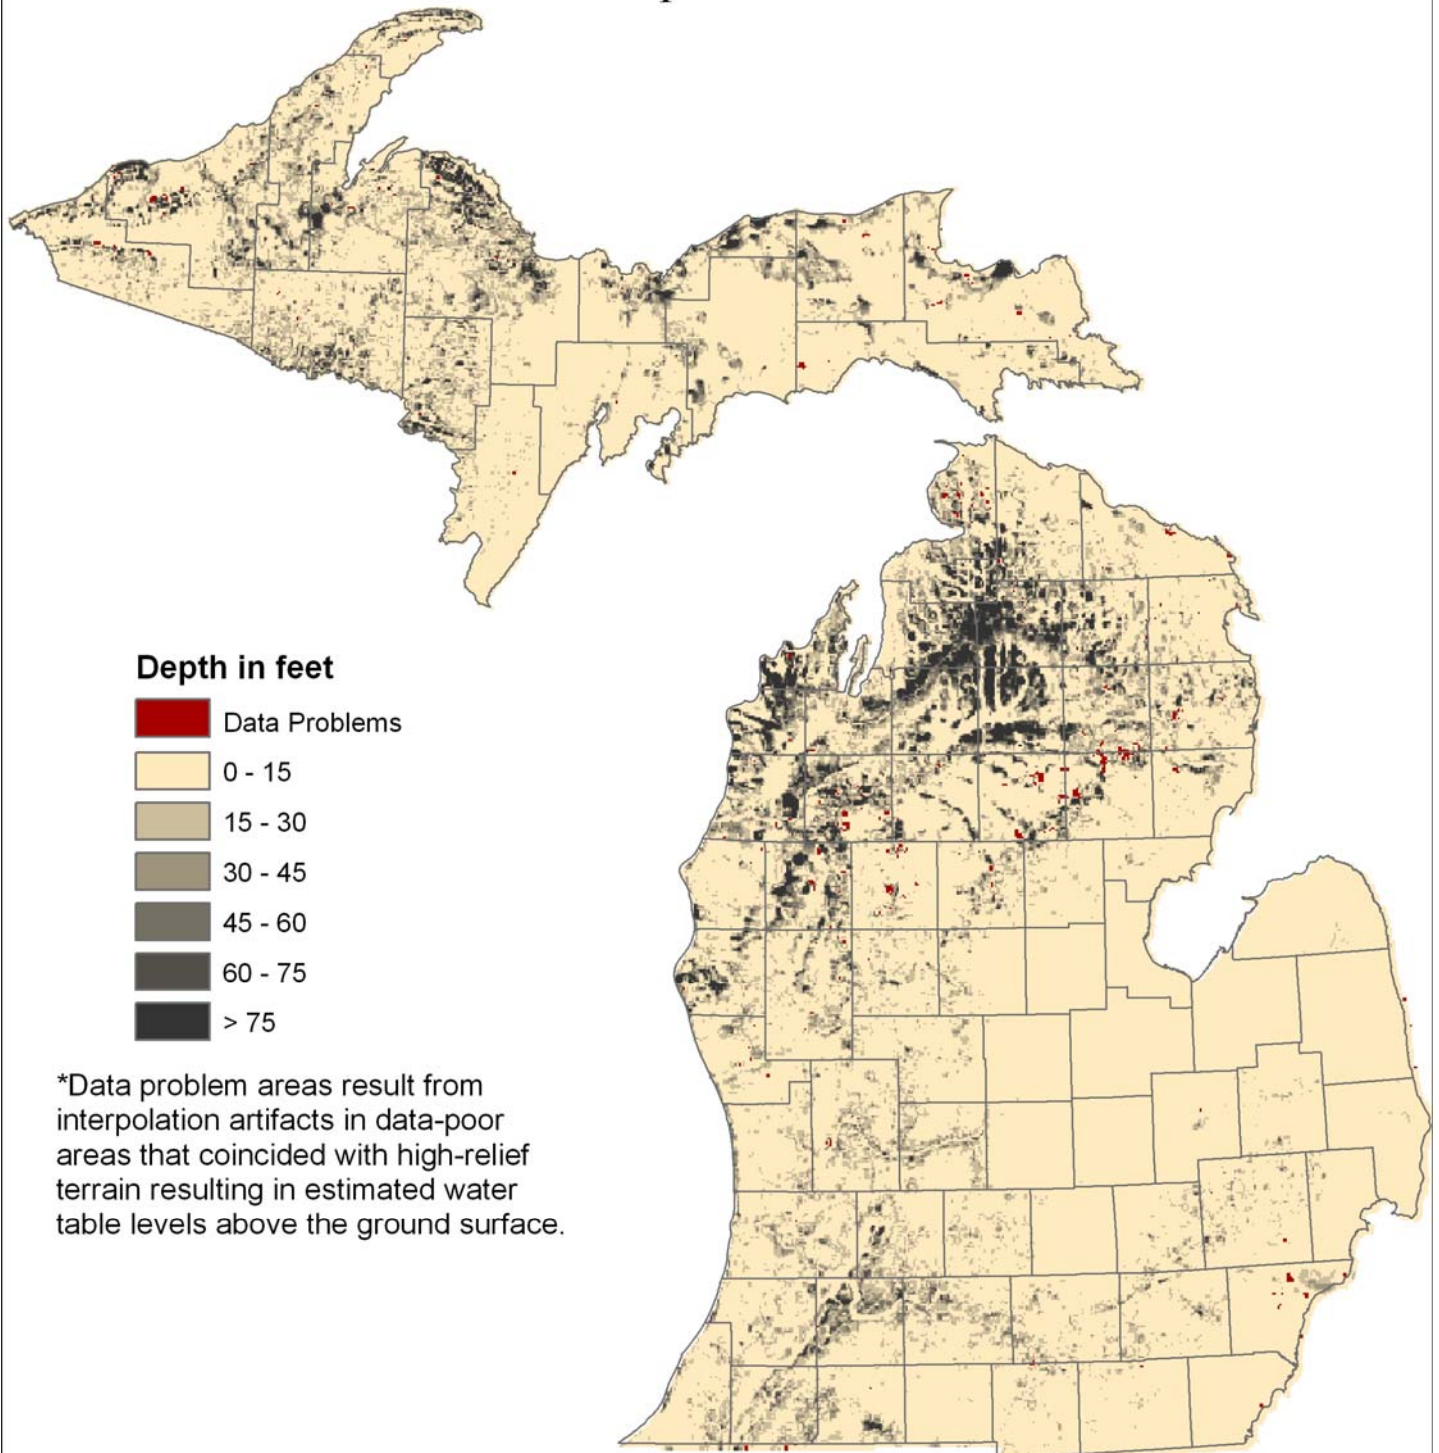 Depth in feet
Data Problems
0 - 15
15 - 30
30 - 45
45 - 60
60 - 75
> 75
*Data problem areas result from
interpolation artifacts in data-poor
areas that coincided with high-relief
terrain resulting in estimated water
table levels above the ground surface.